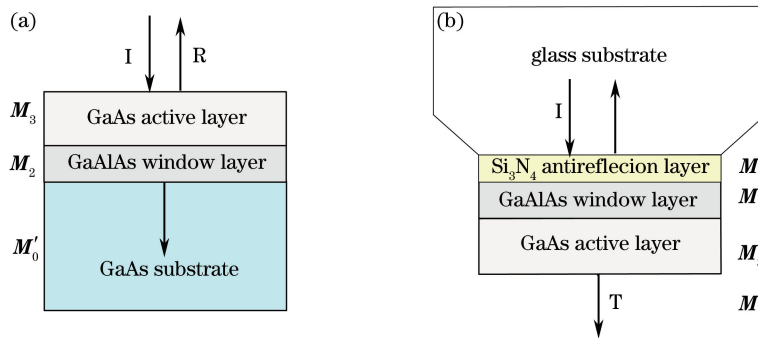 (a)
I
R
M₃
GaAs active layer
M₂
GaAlAs window layer
M₀′
GaAs substrate
(b)
glass substrate
I
Si₃N₄ antireflecion layer
M
GaAlAs window layer
M
GaAs active layer
M
T
M